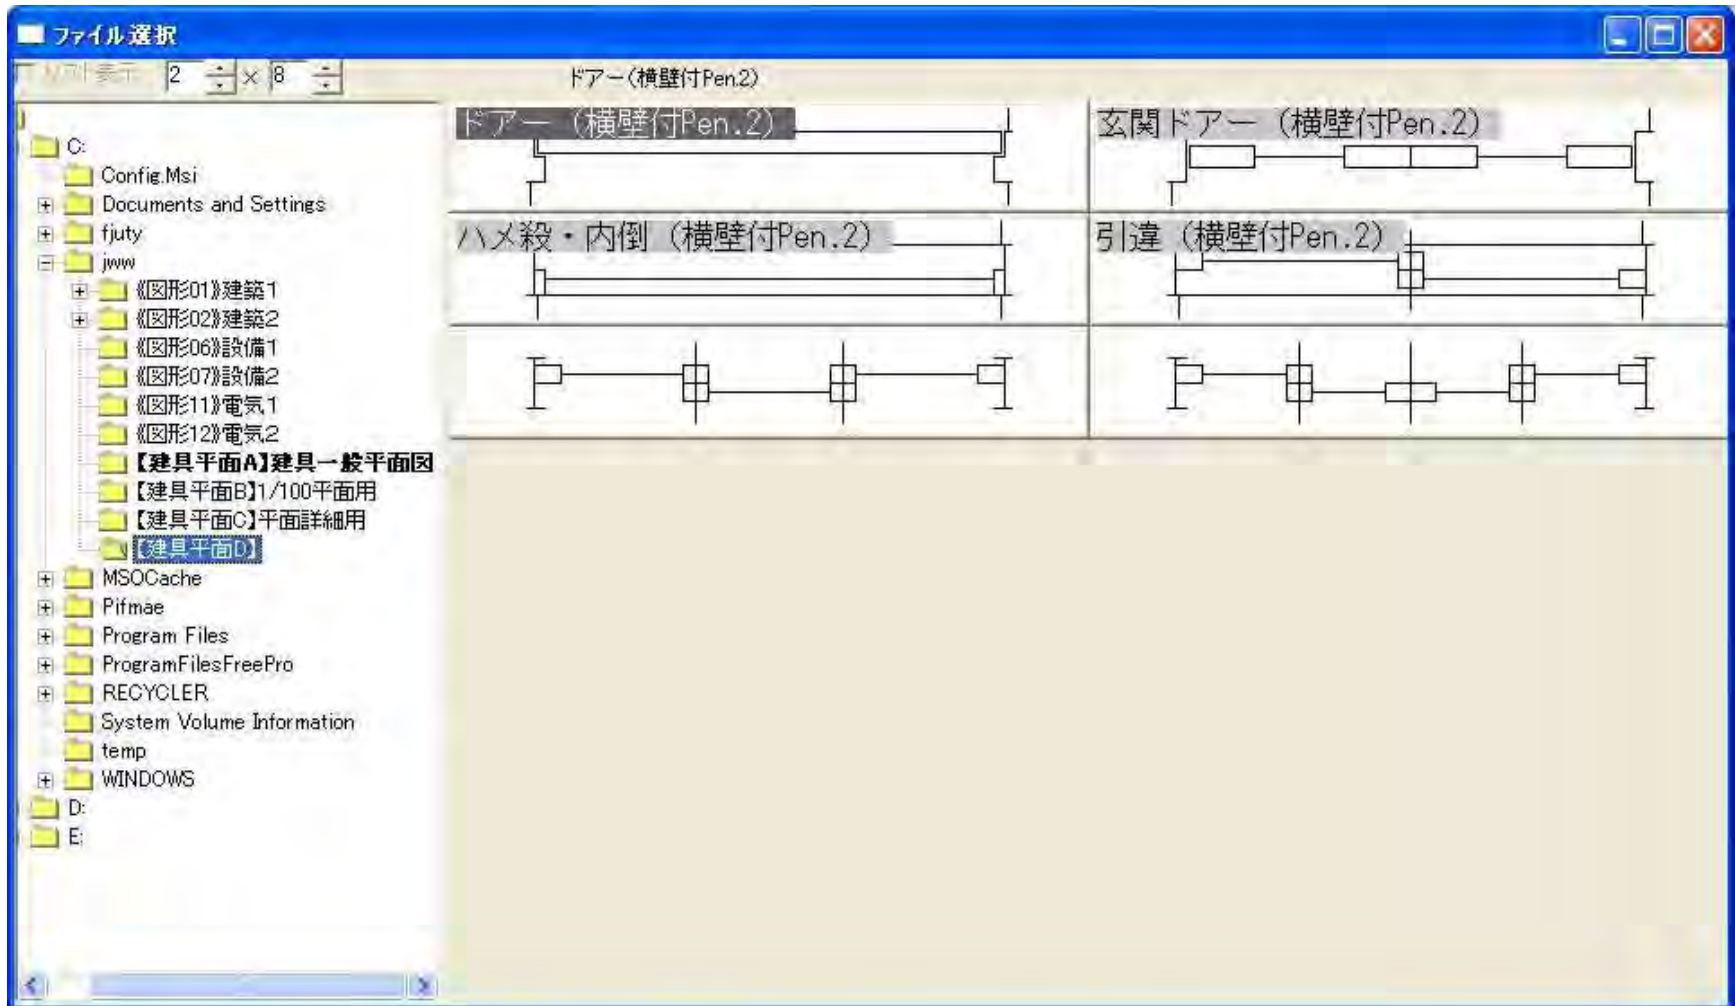 ファイル選択
リスト表示 2 × 8 ドアー(横壁付Pen.2)
C:
Config.Msi
Documents and Settings
fjuty
jww
《図形01》建築1
《図形02》建築2
《図形06》設備1
《図形07》設備2
《図形11》電気1
《図形12》電気2
【建具平面A】建具一般平面図
【建具平面B】1/100平面用
【建具平面C】平面詳細用
【建具平面D】
MSOCache
Pifmae
Program Files
ProgramFilesFreePro
RECYCLER
System Volume Information
temp
WINDOWS
D:
E:
ドアー (横壁付Pen.2)
玄関ドアー (横壁付Pen.2)
ハメ殺・内倒 (横壁付Pen.2)
引違 (横壁付Pen.2)